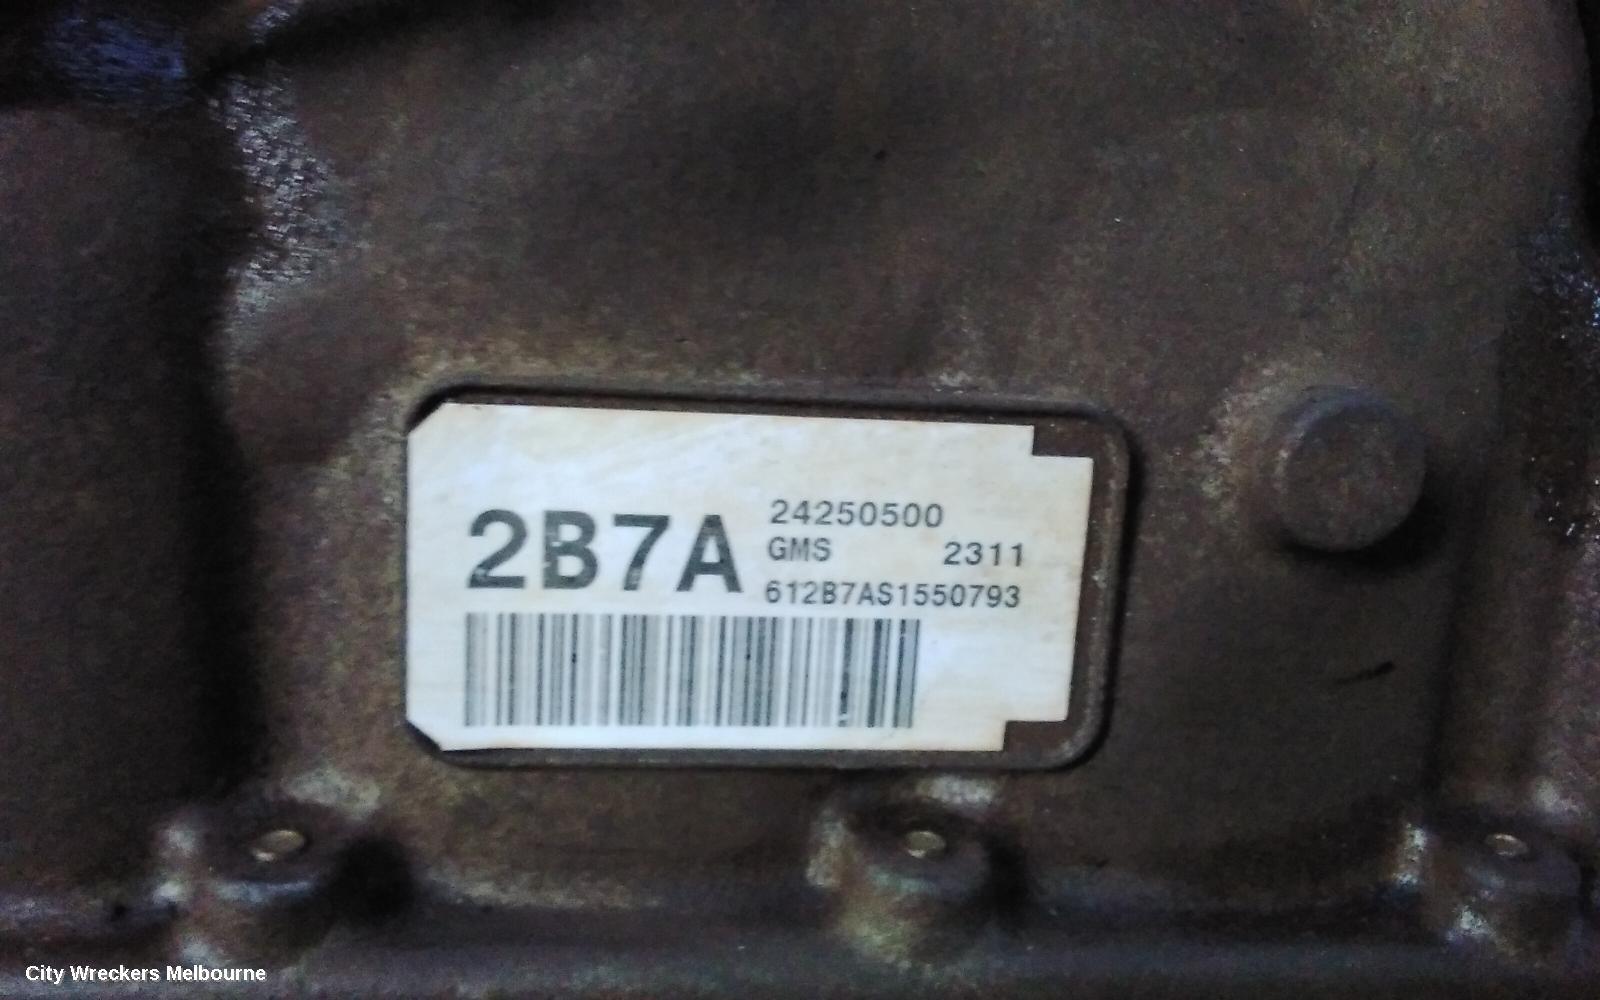 2B7A
24250500
GMS 2311
612B7AS1550793
City Wreckers Melbourne